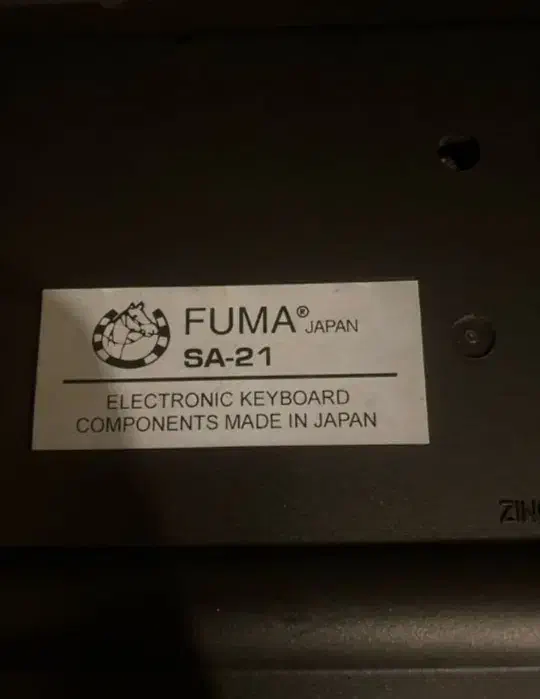 FUMA® JAPAN
SA-21
ELECTRONIC KEYBOARD
COMPONENTS MADE IN JAPAN